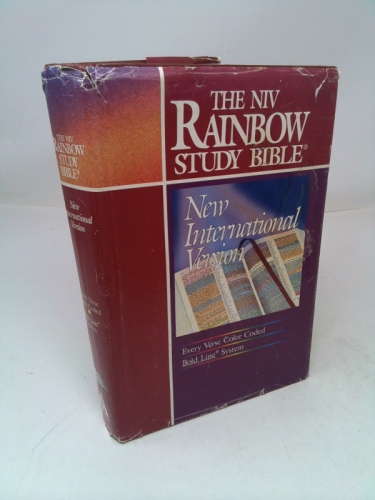 THE NIV
RAINBOW
STUDY BIBLE®
New
International
Version
Every Verse Color Coded
Bold Line® System
THE NIV
RAINBOW
STUDY
BIBLE®
New
International
Version